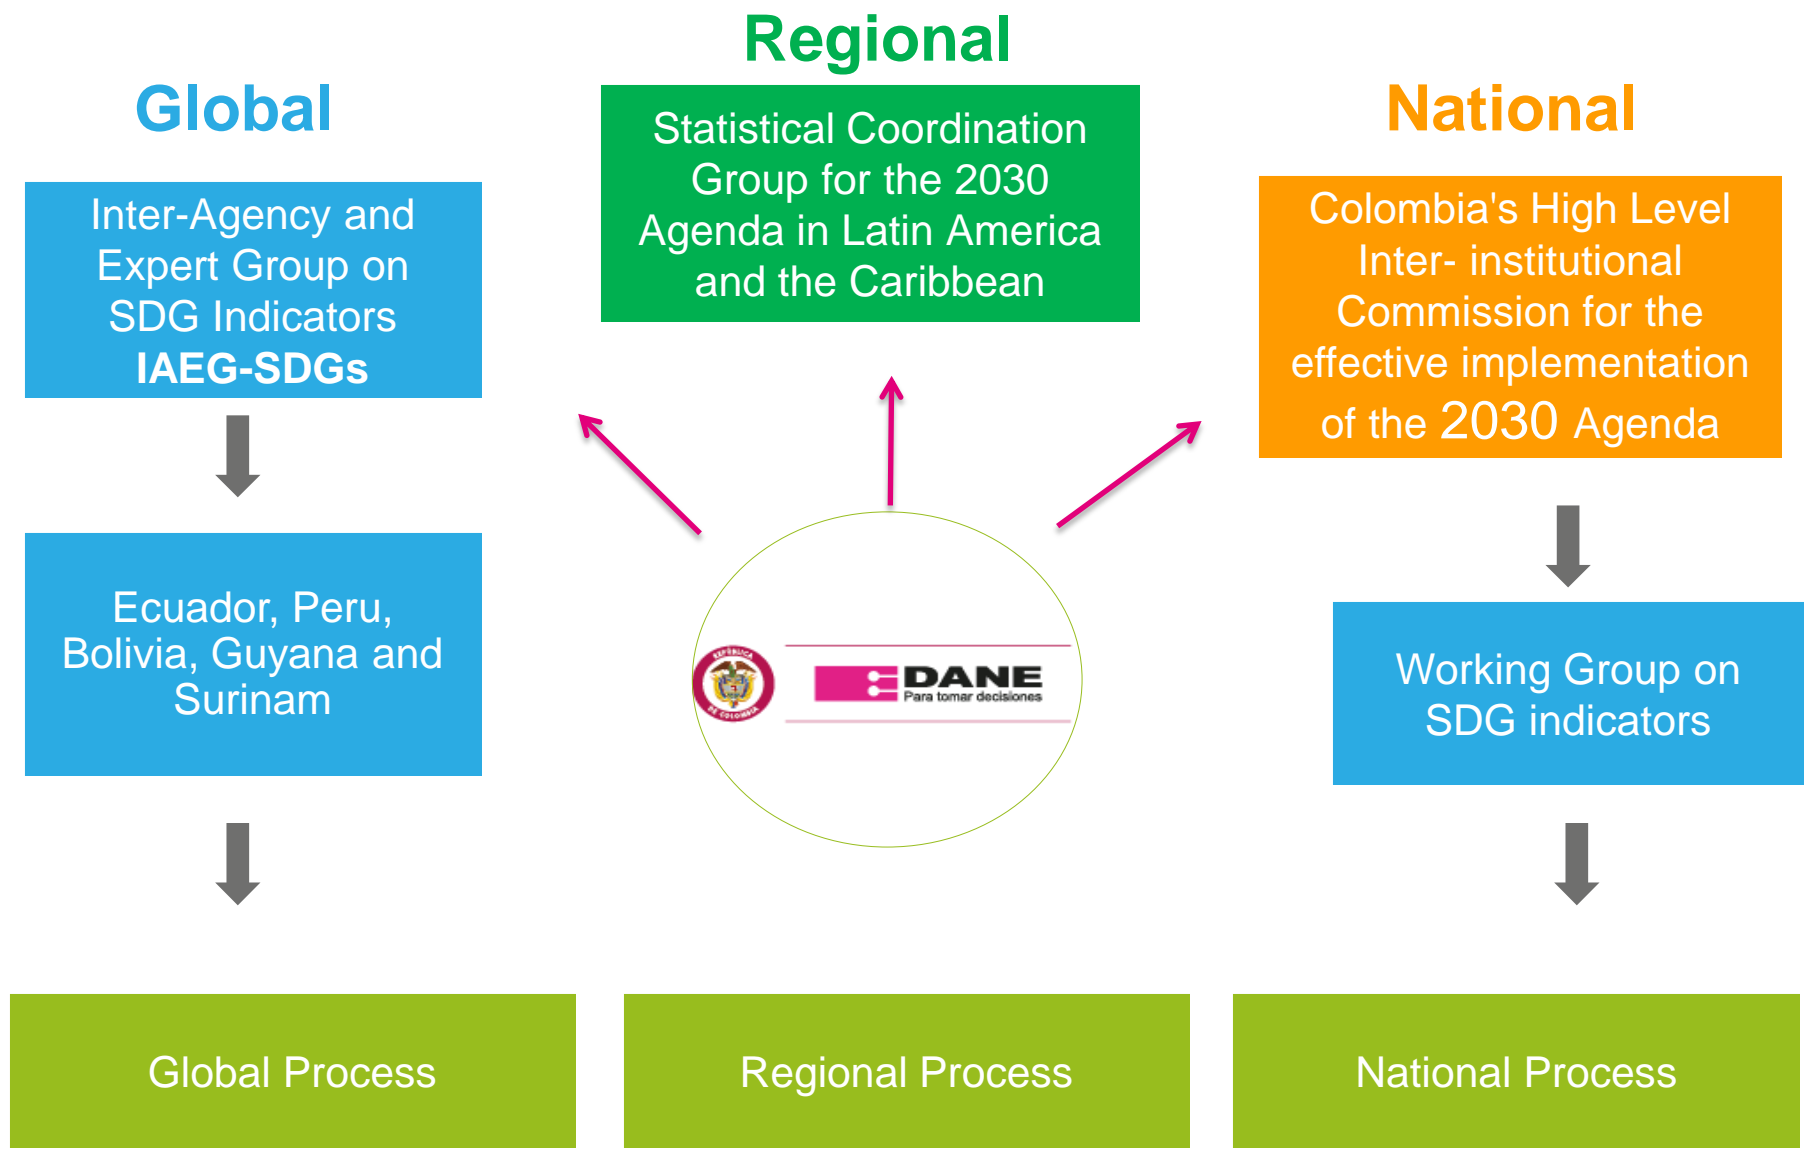 Regional
Global
National
Statistical Coordination
Group for the 2030
Agenda in Latin America
and the Caribbean
Inter-Agency and
Expert Group on
SDG Indicators
IAEG-SDGs
Colombia's High Level
Inter- institutional
Commission for the
effective implementation
of the 2030 Agenda
Ecuador, Peru,
Bolivia, Guyana and
Surinam
REPÚBLICA
DE COLOMBIA
DANE
Para tomar decisiones
Working Group on
SDG indicators
Global Process
Regional Process
National Process